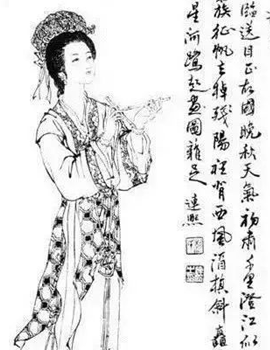 臨送目正故國晚秋天氣初肅千里澄江似
簇征帆去棹殘陽裡背西風酒旗斜矗
星河鷺起畫圖難足